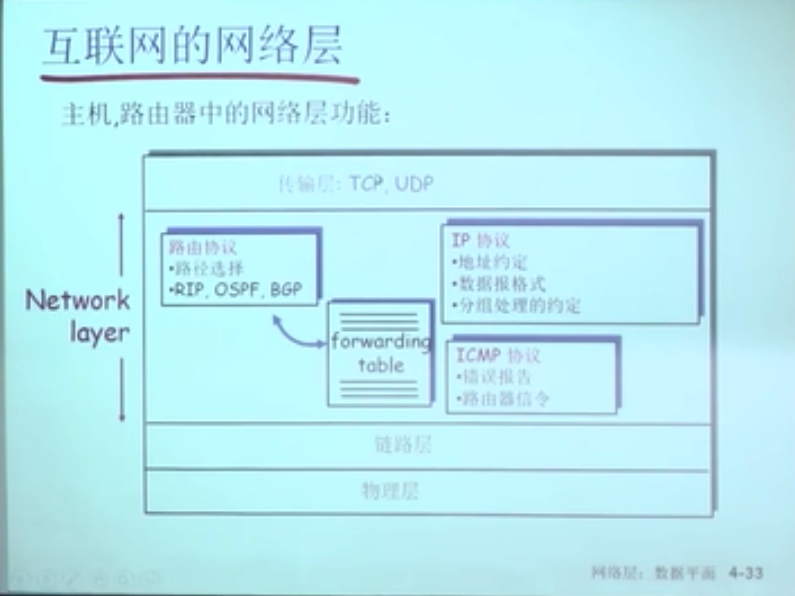 互联网的网络层
主机,路由器中的网络层功能:
传输层: TCP, UDP
Network
layer
路由协议
•路径选择
•RIP, OSPF, BGP
forwarding
table
IP 协议
•地址约定
•数据报格式
•分组处理的约定
ICMP 协议
•错误报告
•路由器信令
链路层
物理层
网络层: 数据平面 4-33